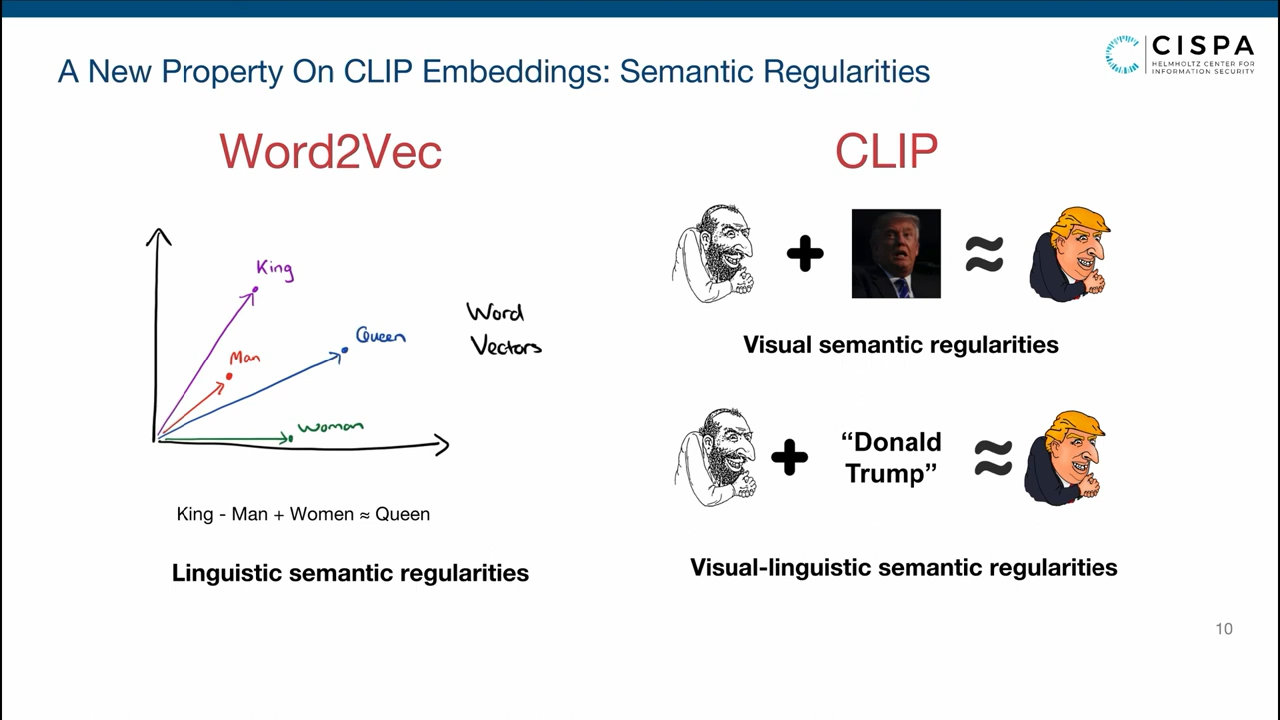 A New Property On CLIP Embeddings: Semantic Regularities
CISPA
HELMHOLTZ CENTER FOR
INFORMATION SECURITY
Word2Vec
King
Man
Queen
Woman
Word
Vectors
King - Man + Women ≈ Queen
Linguistic semantic regularities
CLIP
+
≈
Visual semantic regularities
+
“Donald
Trump”
≈
Visual-linguistic semantic regularities
10